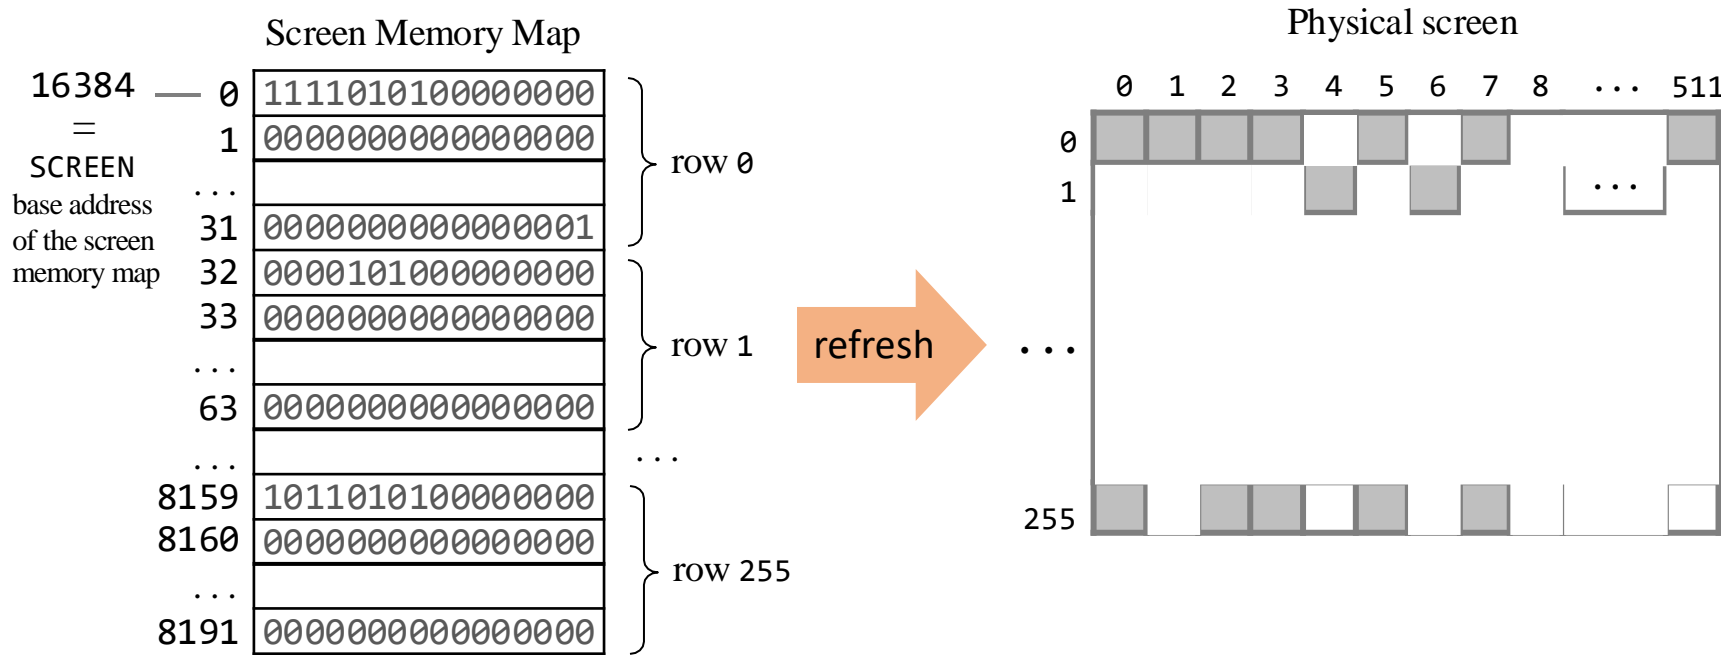 Screen Memory Map
16384 0 1111010100000000
=
1 0000000000000000
SCREEN
base address
of the screen
memory map
...
31 0000000000000001
row 0
32 0000101000000000
33 0000000000000000
...
63 0000000000000000
row 1
...
...
8159 1011010100000000
8160 0000000000000000
...
8191 0000000000000000
row 255
refresh
Physical screen
0 1 2 3 4 5 6 7 8 ... 511
0
1 ...
...
255